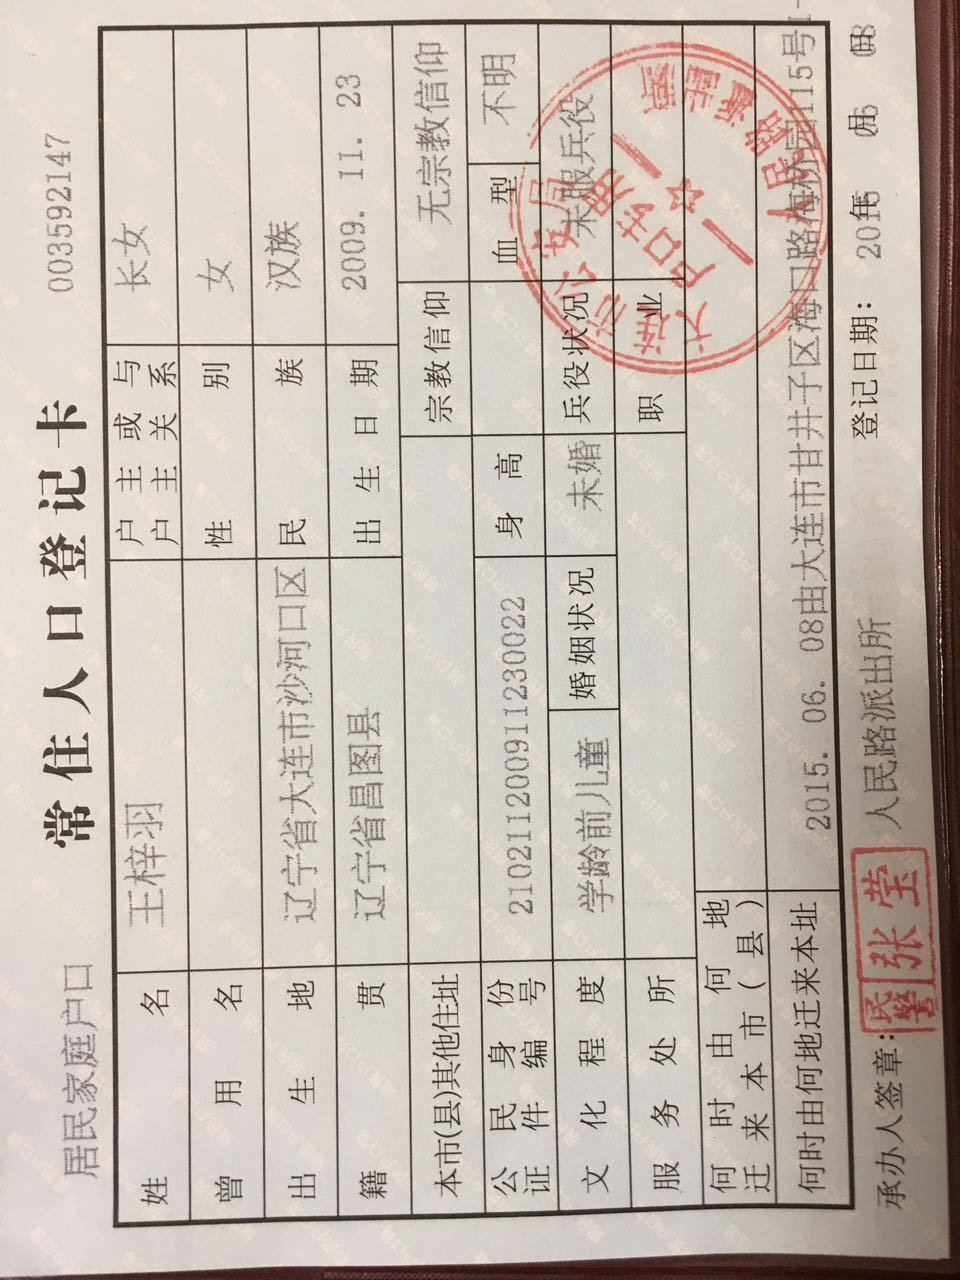 常住人口登记卡
居民家庭户口
003592147
姓名 王梓羽 户主或与户主关系 长女
曾用名 性别 女
出生地 辽宁省大连市沙河口区 民族 汉族
籍贯 辽宁省昌图县 出生日期 2009. 11. 23
本市(县)其他住址 宗教信仰 无宗教信仰
公民身份证件编号 210211200911230022 身高 血型 不明
文化程度 学龄前儿童 婚姻状况 未婚 兵役状况 未服兵役
服务处所 职业
何时由何地迁来本市(县)
何时由何地迁来本址 2015. 06. 08由大连市甘井子区海口路海桥园115号1-
大连市公安局
户口专用
人民路派出所
承办人签章: 民警 张莹 人民路派出所 登记日期: 年 月